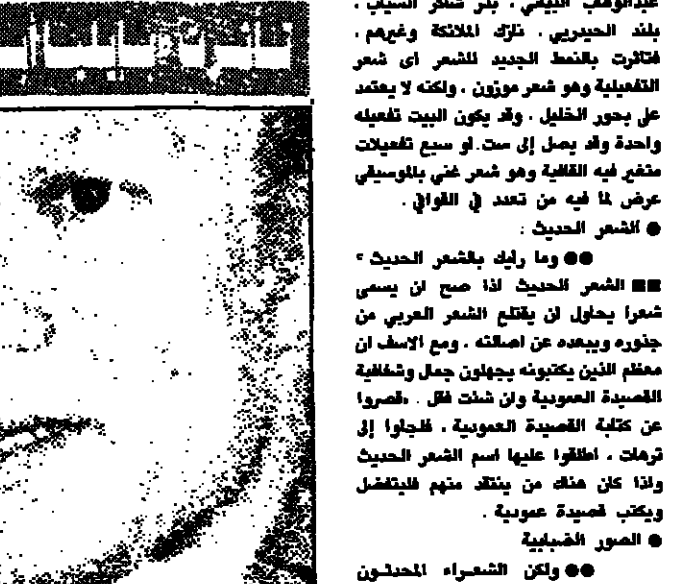 عبدالوهاب البياتي ، بدر شاكر السياب ،
بلند الحيدري ، نازك الملائكة وغيرهم ،
فتاثرت بالنمط الجديد للشعر اى شعر
التفعيلية وهو شعر موزون ، ولكنه لا يعتمد
على بحور الخليل ، وقد يكون البيت تفعيله
واحدة وقد يصل إلى ست او سبع تفعيلات
متغير فيه القافية وهو شعر غني بالموسيقى
عرض لما فيه من تعدد في القوافي .
● الشعر الحديث :
●● وما رأيك بالشعر الحديث ؟
■■ الشعر الحديث اذا صح ان يسمى
شعرا يحاول ان يقتلع الشعر العربي من
جذوره ويبعده عن اصالته ، ومع الاسف ان
معظم الذين يكتبونه يجهلون جمال وشفافية
القصيدة العمودية وان شئت فقل . قصروا
عن كتابة القصيدة العمودية ، فلجلوا إلى
ترهات ، اطلقوا عليها اسم الشعر الحديث
واذا كان هناك من ينتقد منهم فليتفضل
ويكتب قصيدة عمودية .
● الصور الضبابية
●● ولكن الشعراء المحدثون